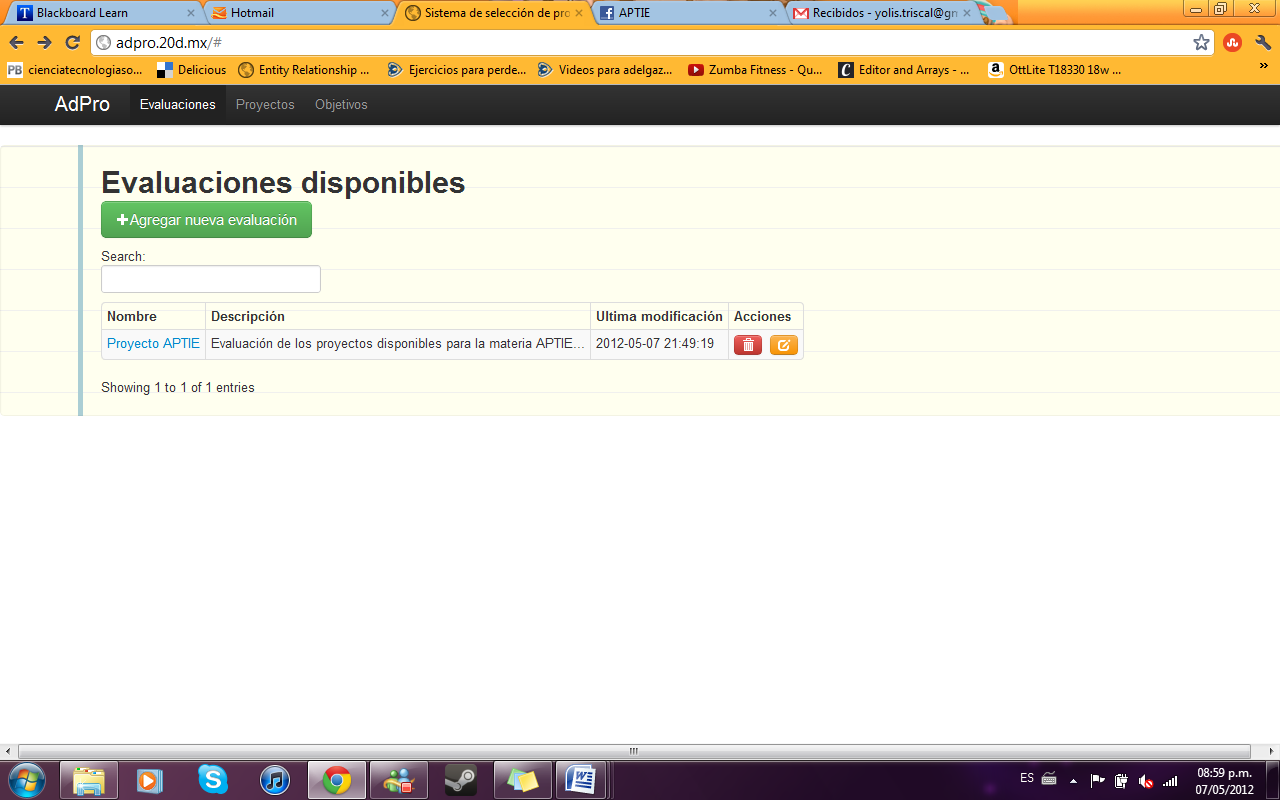 Blackboard Learn
Hotmail
Sistema de selección de pro
APTIE
Recibidos - yolis.triscal@gm
adpro.20d.mx/#
PB cienciatecnologiaso...
Delicious
Entity Relationship ...
Ejercicios para perde...
Videos para adelgaz...
Zumba Fitness - Qu...
Editor and Arrays - ...
OttLite T18330 18w ...
AdPro Evaluaciones Proyectos Objetivos
Evaluaciones disponibles
Agregar nueva evaluación
Search:
Nombre Descripción Ultima modificación Acciones
Proyecto APTIE Evaluación de los proyectos disponibles para la materia APTIE... 2012-05-07 21:49:19
Showing 1 to 1 of 1 entries
ES
08:59 p.m.
07/05/2012